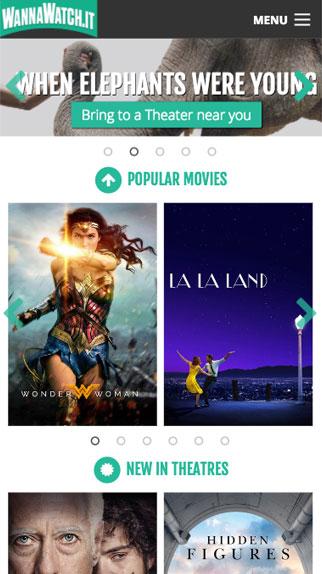 WANNAWATCH.IT
MENU
WHEN ELEPHANTS WERE YOUNG
Bring to a Theater near you
POPULAR MOVIES
WONDER WOMAN
LA LA LAND
NEW IN THEATRES
HIDDEN
FIGURES